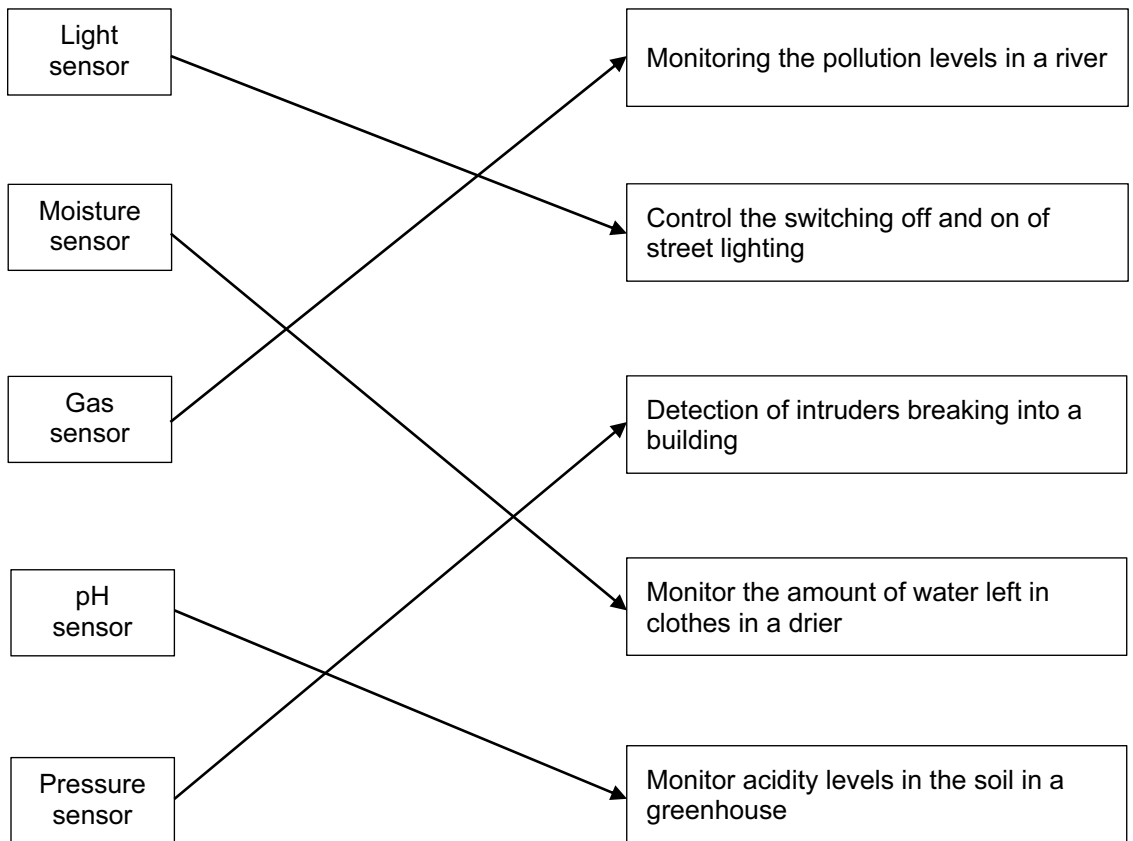 Light
sensor
Monitoring the pollution levels in a river
Moisture
sensor
Control the switching off and on of
street lighting
Gas
sensor
Detection of intruders breaking into a
building
pH
sensor
Monitor the amount of water left in
clothes in a drier
Pressure
sensor
Monitor acidity levels in the soil in a
greenhouse